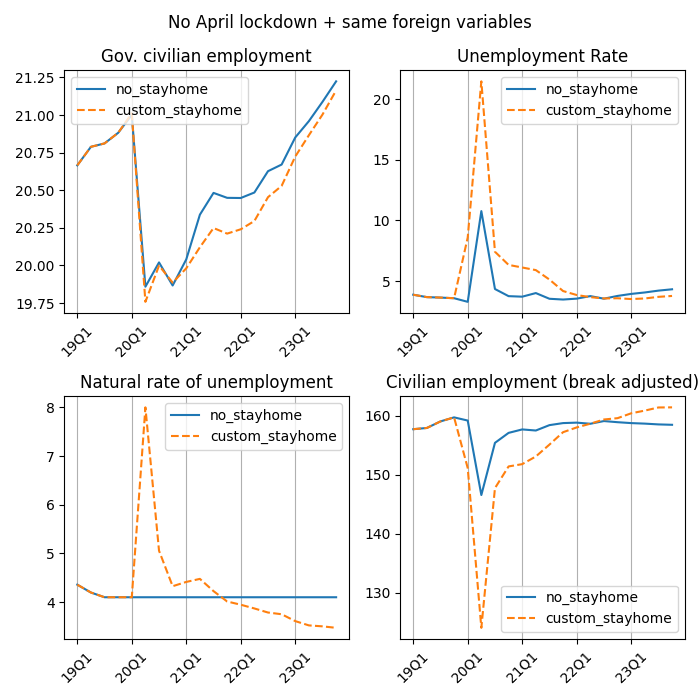 No April lockdown + same foreign variables
Gov. civilian employment
no_stayhome
custom_stayhome
21.25
21.00
20.75
20.50
20.25
20.00
19.75
19Q1
20Q1
21Q1
22Q1
23Q1
Unemployment Rate
no_stayhome
custom_stayhome
20
15
10
5
19Q1
20Q1
21Q1
22Q1
23Q1
Natural rate of unemployment
no_stayhome
custom_stayhome
8
7
6
5
4
19Q1
20Q1
21Q1
22Q1
23Q1
Civilian employment (break adjusted)
160
150
140
130
no_stayhome
custom_stayhome
19Q1
20Q1
21Q1
22Q1
23Q1